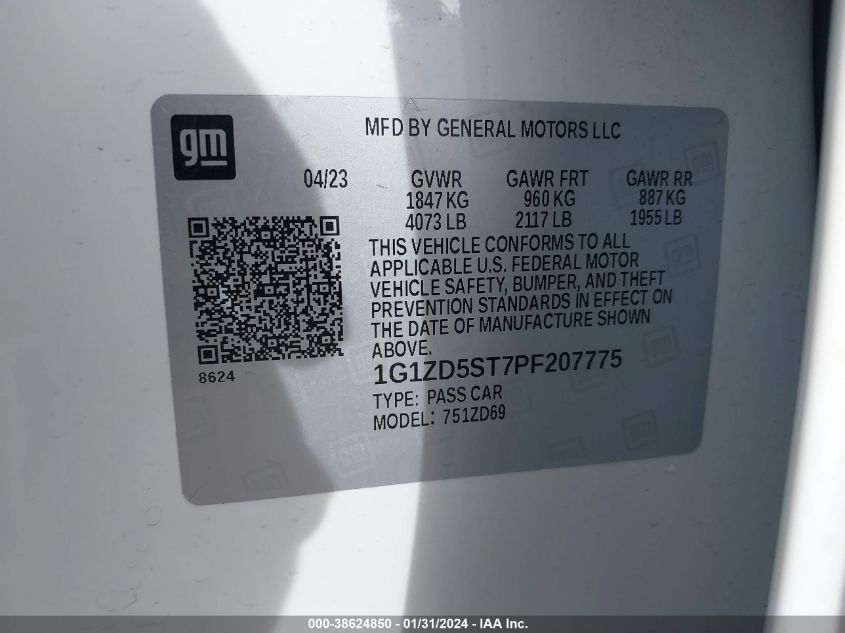 gm
MFD BY GENERAL MOTORS LLC
04/23 GVWR GAWR FRT GAWR RR
1847 KG 960 KG 887 KG
4073 LB 2117 LB 1955 LB
THIS VEHICLE CONFORMS TO ALL
APPLICABLE U.S. FEDERAL MOTOR
VEHICLE SAFETY, BUMPER, AND THEFT
PREVENTION STANDARDS IN EFFECT ON
THE DATE OF MANUFACTURE SHOWN
ABOVE.
8624
1G1ZD5ST7PF207775
TYPE: PASS CAR
MODEL: 751ZD69
000-38624850 - 01/31/2024 - IAA Inc.